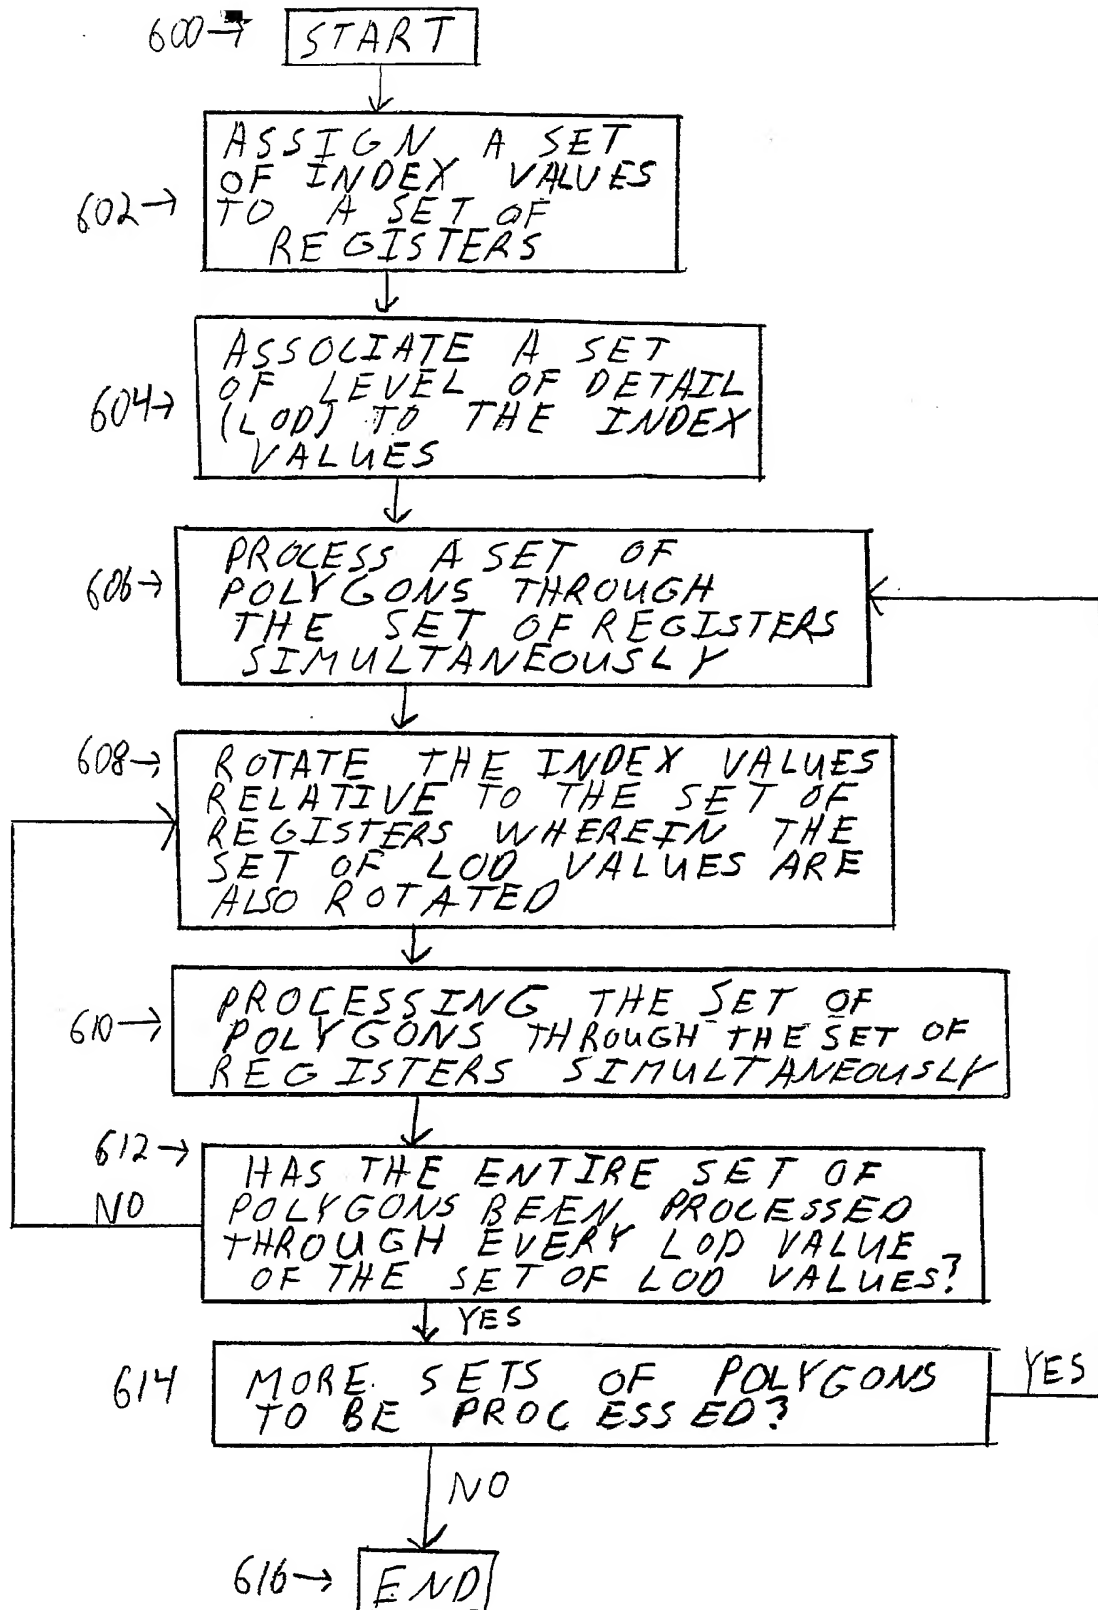 600→ START
ASSIGN A SET
OF INDEX VALUES
602→ TO A SET OF
REGISTERS
ASSOCIATE A SET
OF LEVEL OF DETAIL
604→ (LOD) TO THE INDEX
VALUES
PROCESS A SET OF
606→ POLYGONS THROUGH
THE SET OF REGISTERS
SIMULTANEOUSLY
608→ ROTATE THE INDEX VALUES
RELATIVE TO THE SET OF
REGISTERS WHEREIN THE
SET OF LOD VALUES ARE
ALSO ROTATED
PROCESSING THE SET OF
610→ POLYGONS THROUGH THE SET OF
REGISTERS SIMULTANEOUSLY
612→ HAS THE ENTIRE SET OF
NO POLYGONS BEEN PROCESSED
THROUGH EVERY LOD VALUE
OF THE SET OF LOD VALUES?
YES
614 MORE SETS OF POLYGONS YES
TO BE PROCESSED?
NO
616→ END